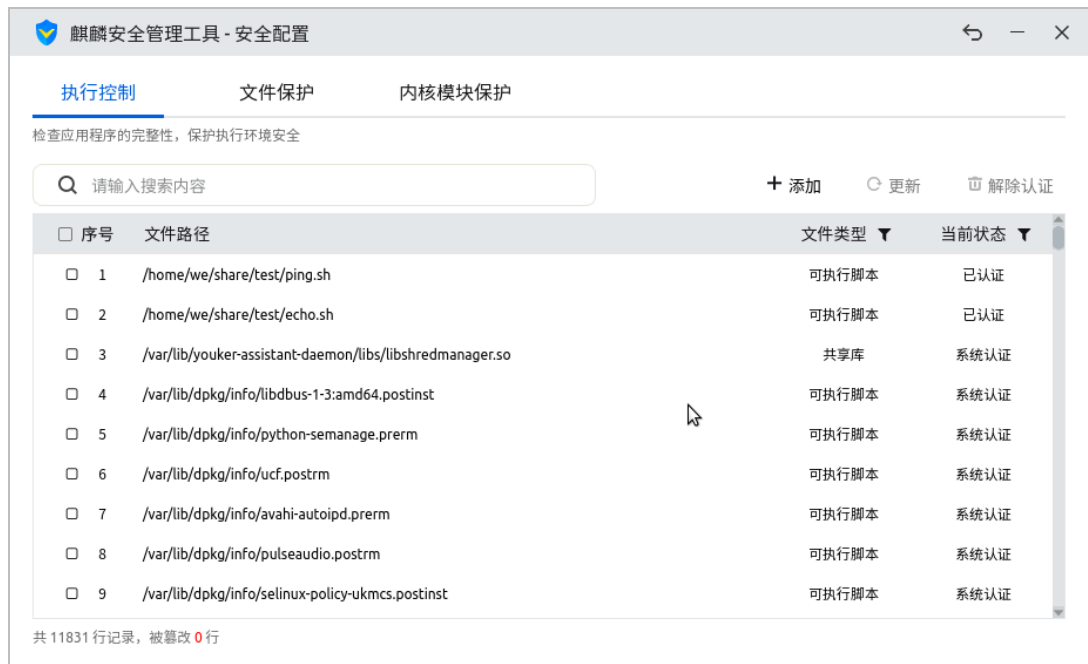 麒麟安全管理工具 - 安全配置
执行控制 文件保护 内核模块保护
检查应用程序的完整性，保护执行环境安全
请输入搜索内容 + 添加 更新 解除认证
序号 文件路径 文件类型 当前状态
1 /home/we/share/test/ping.sh 可执行脚本 已认证
2 /home/we/share/test/echo.sh 可执行脚本 已认证
3 /var/lib/youker-assistant-daemon/libs/libshredmanager.so 共享库 系统认证
4 /var/lib/dpkg/info/libdbus-1-3:amd64.postinst 可执行脚本 系统认证
5 /var/lib/dpkg/info/python-semanage.prerm 可执行脚本 系统认证
6 /var/lib/dpkg/info/ucf.postrm 可执行脚本 系统认证
7 /var/lib/dpkg/info/avahi-autoipd.prerm 可执行脚本 系统认证
8 /var/lib/dpkg/info/pulseaudio.postrm 可执行脚本 系统认证
9 /var/lib/dpkg/info/selinux-policy-ukmcs.postinst 可执行脚本 系统认证
共 11831 行记录，被篡改 0 行